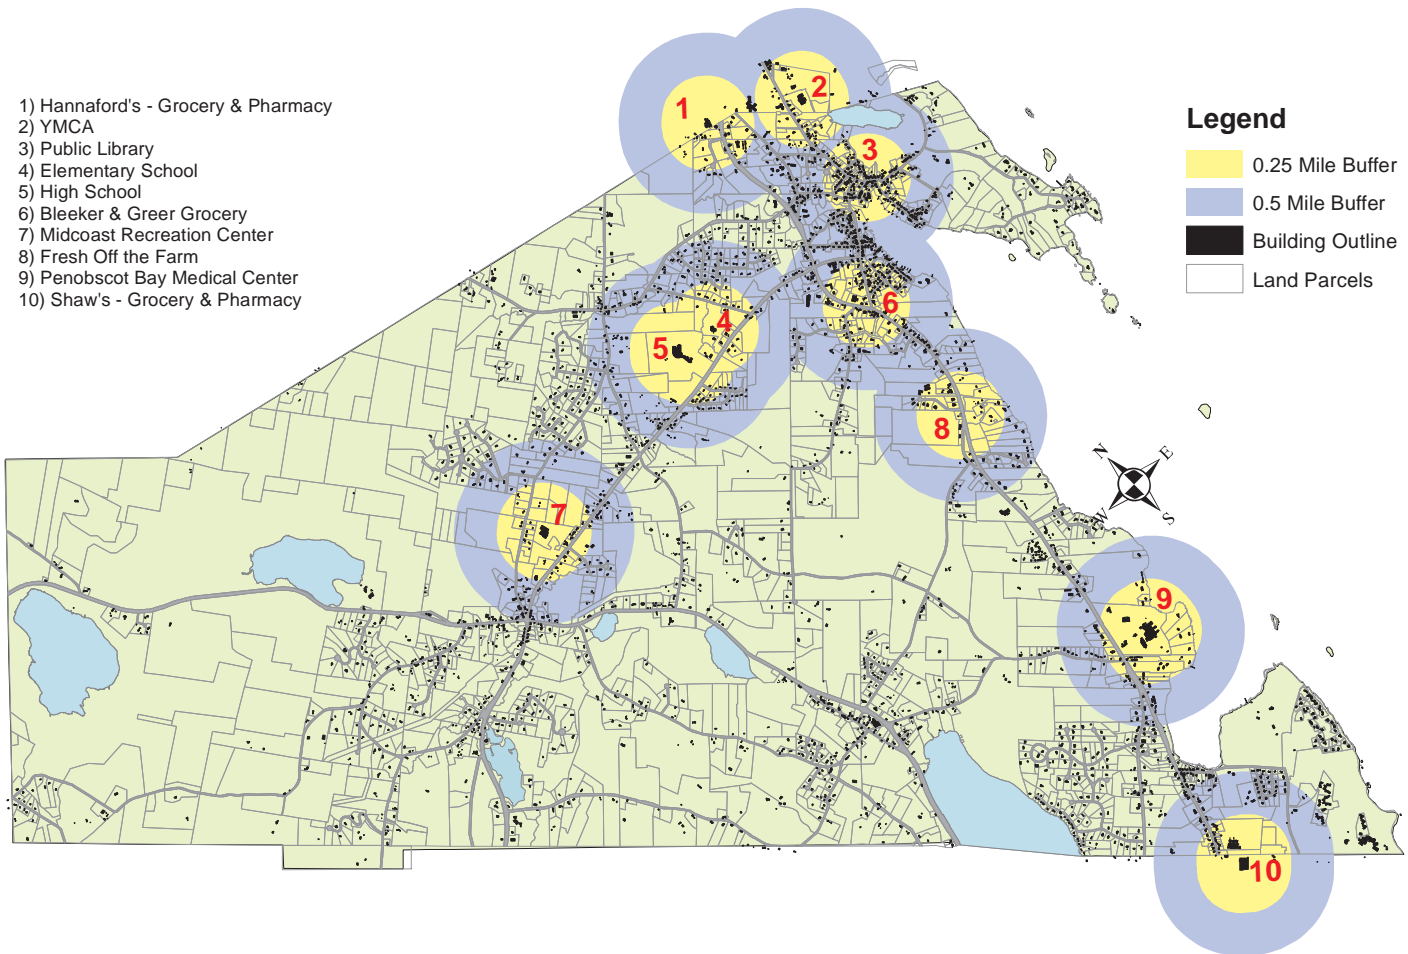 1) Hannaford's - Grocery & Pharmacy
2) YMCA
3) Public Library
4) Elementary School
5) High School
6) Bleeker & Greer Grocery
7) Midcoast Recreation Center
8) Fresh Off the Farm
9) Penobscot Bay Medical Center
10) Shaw's - Grocery & Pharmacy
Legend
0.25 Mile Buffer
0.5 Mile Buffer
Building Outline
Land Parcels
1
2
3
4
5
6
7
8
9
10
N
E
W
S